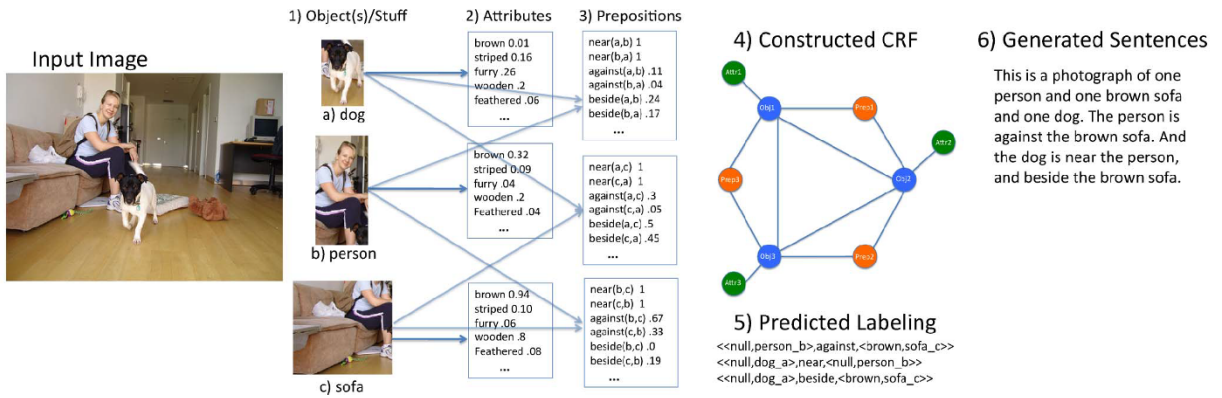 Input Image
1) Object(s)/Stuff
a) dog
b) person
c) sofa
2) Attributes
brown 0.01
striped 0.16
furry .26
wooden .2
feathered .06
...
brown 0.32
striped 0.09
furry .04
wooden .2
Feathered .04
...
brown 0.94
striped 0.10
furry .06
wooden .8
Feathered .08
...
3) Prepositions
near(a,b) 1
near(b,a) 1
against(a,b) .11
against(b,a) .04
beside(a,b) .24
beside(b,a) .17
...
near(a,c) 1
near(c,a) 1
against(a,c) .3
against(c,a) .05
beside(a,c) .5
beside(c,a) .45
...
near(b,c) 1
near(c,b) 1
against(b,c) .67
against(c,b) .33
beside(b,c) .0
beside(c,b) .19
...
4) Constructed CRF
Attr1
Obj1
Prep1
Attr2
Obj2
Prep3
Obj3
Prep2
Attr3
5) Predicted Labeling
<<null,person_b>,against,<brown,sofa_c>>
<<null,dog_a>,near,<null,person_b>>
<<null,dog_a>,beside,<brown,sofa_c>>
6) Generated Sentences
This is a photograph of one
person and one brown sofa
and one dog. The person is
against the brown sofa. And
the dog is near the person,
and beside the brown sofa.